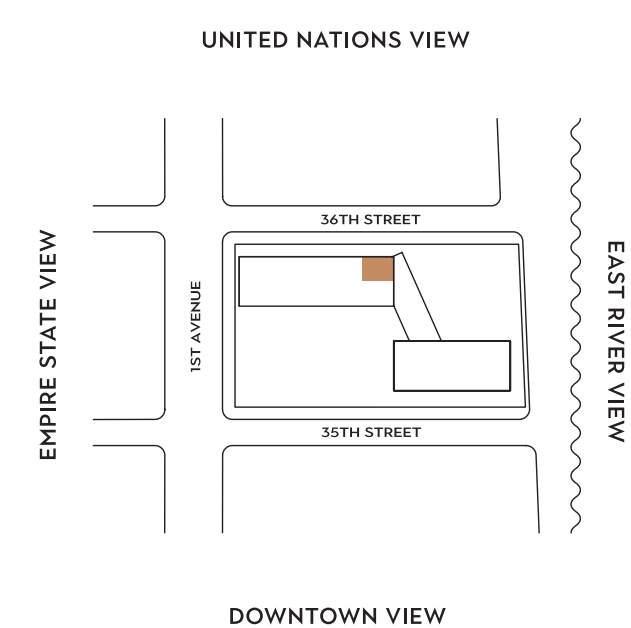 UNITED NATIONS VIEW
36TH STREET
EMPIRE STATE VIEW
1ST AVENUE
EAST RIVER VIEW
35TH STREET
DOWNTOWN VIEW